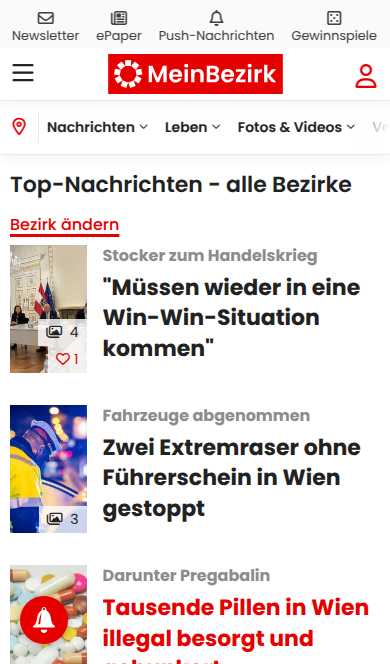 Newsletter ePaper Push-Nachrichten Gewinnspiele
MeinBezirk
Nachrichten Leben Fotos & Videos
Top-Nachrichten - alle Bezirke
Bezirk ändern
Stocker zum Handelskrieg
"Müssen wieder in eine
Win-Win-Situation
kommen"
4
1
Fahrzeuge abgenommen
Zwei Extremraser ohne
Führerschein in Wien
gestoppt
3
Darunter Pregabalin
Tausende Pillen in Wien
illegal besorgt und